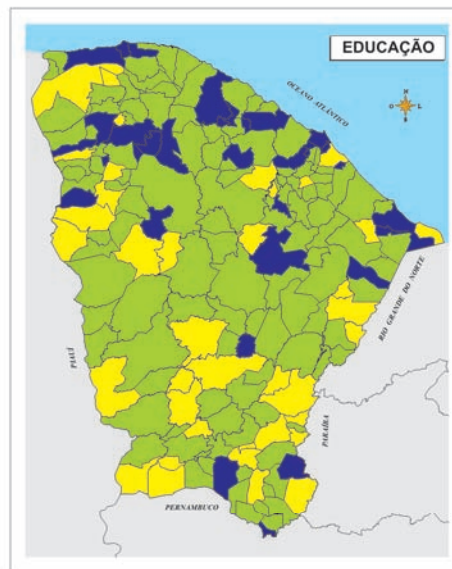 EDUCAÇÃO
OCEANO ATLÂNTICO
N
O L
S
RIO GRANDE DO NORTE
PIAUÍ
PARAÍBA
PERNAMBUCO